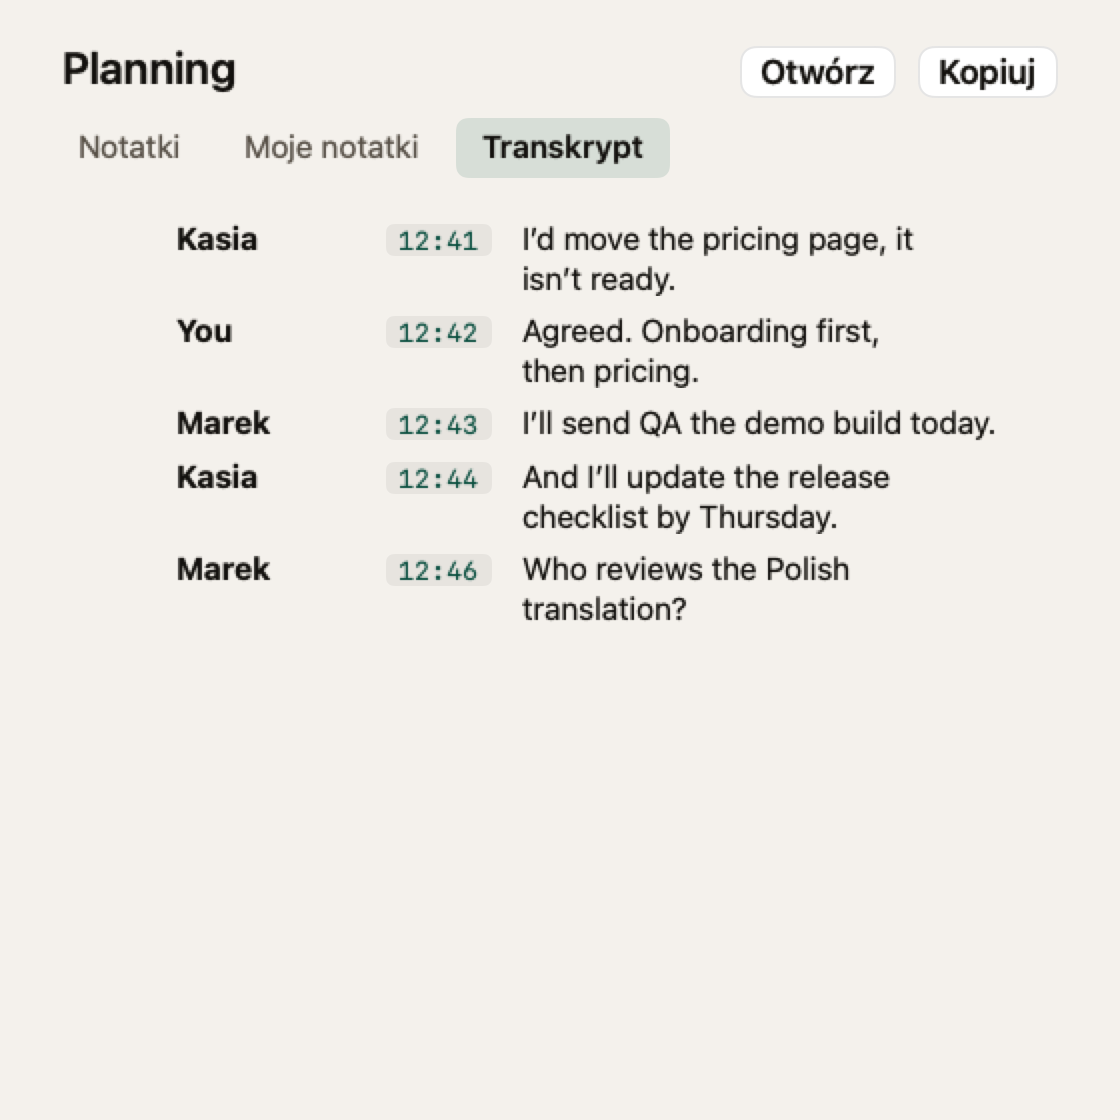 Planning
Otwórz Kopiuj
Notatki Moje notatki Transkrypt
Kasia 12:41 I’d move the pricing page, it
isn’t ready.
You 12:42 Agreed. Onboarding first,
then pricing.
Marek 12:43 I’ll send QA the demo build today.
Kasia 12:44 And I’ll update the release
checklist by Thursday.
Marek 12:46 Who reviews the Polish
translation?